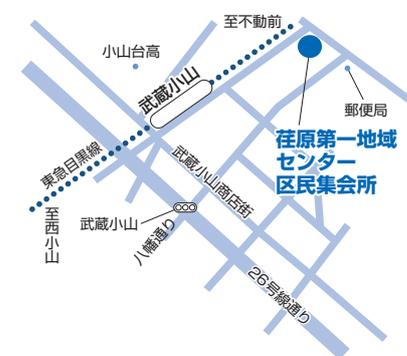 至不動前
小山台高
武蔵小山
郵便局
荏原第一地域
センター
区民集会所
東急目黒線
武蔵小山商店街
至西小山
武蔵小山
八幡通り
26号線通り